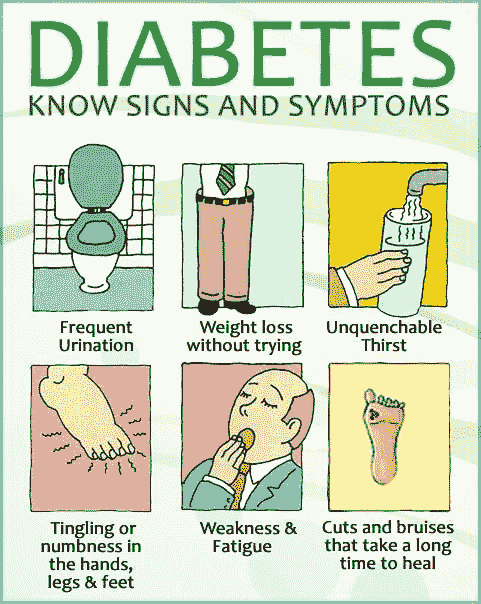 DIABETES
KNOW SIGNS AND SYMPTOMS
Frequent
Urination
Weight loss
without trying
Unquenchable
Thirst
Tingling or
numbness in
the hands,
legs & feet
Weakness &
Fatigue
Cuts and bruises
that take a long
time to heal